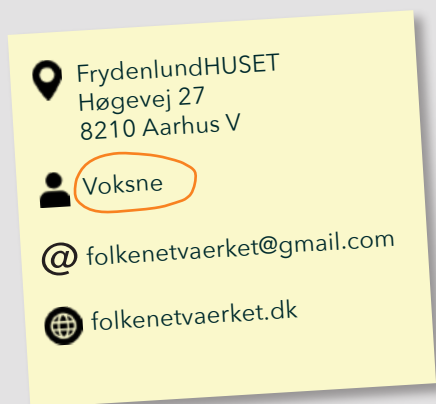 FrydenlundHUSET
Høgevej 27
8210 Aarhus V
Voksne
@ folkenetvaerket@gmail.com
folkenetvaerket.dk